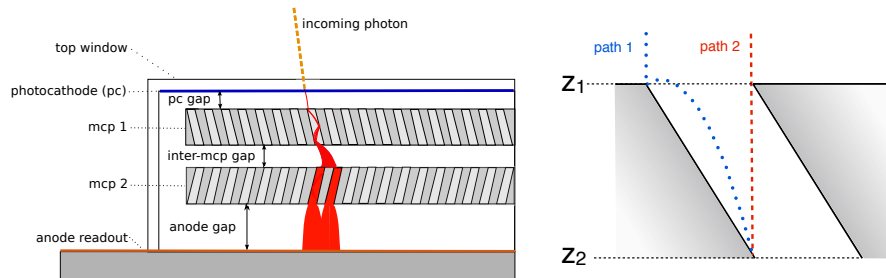 incoming photon
top window
photocathode (pc)
pc gap
mcp 1
inter-mcp gap
mcp 2
anode gap
anode readout
path 1
path 2
z1
z2